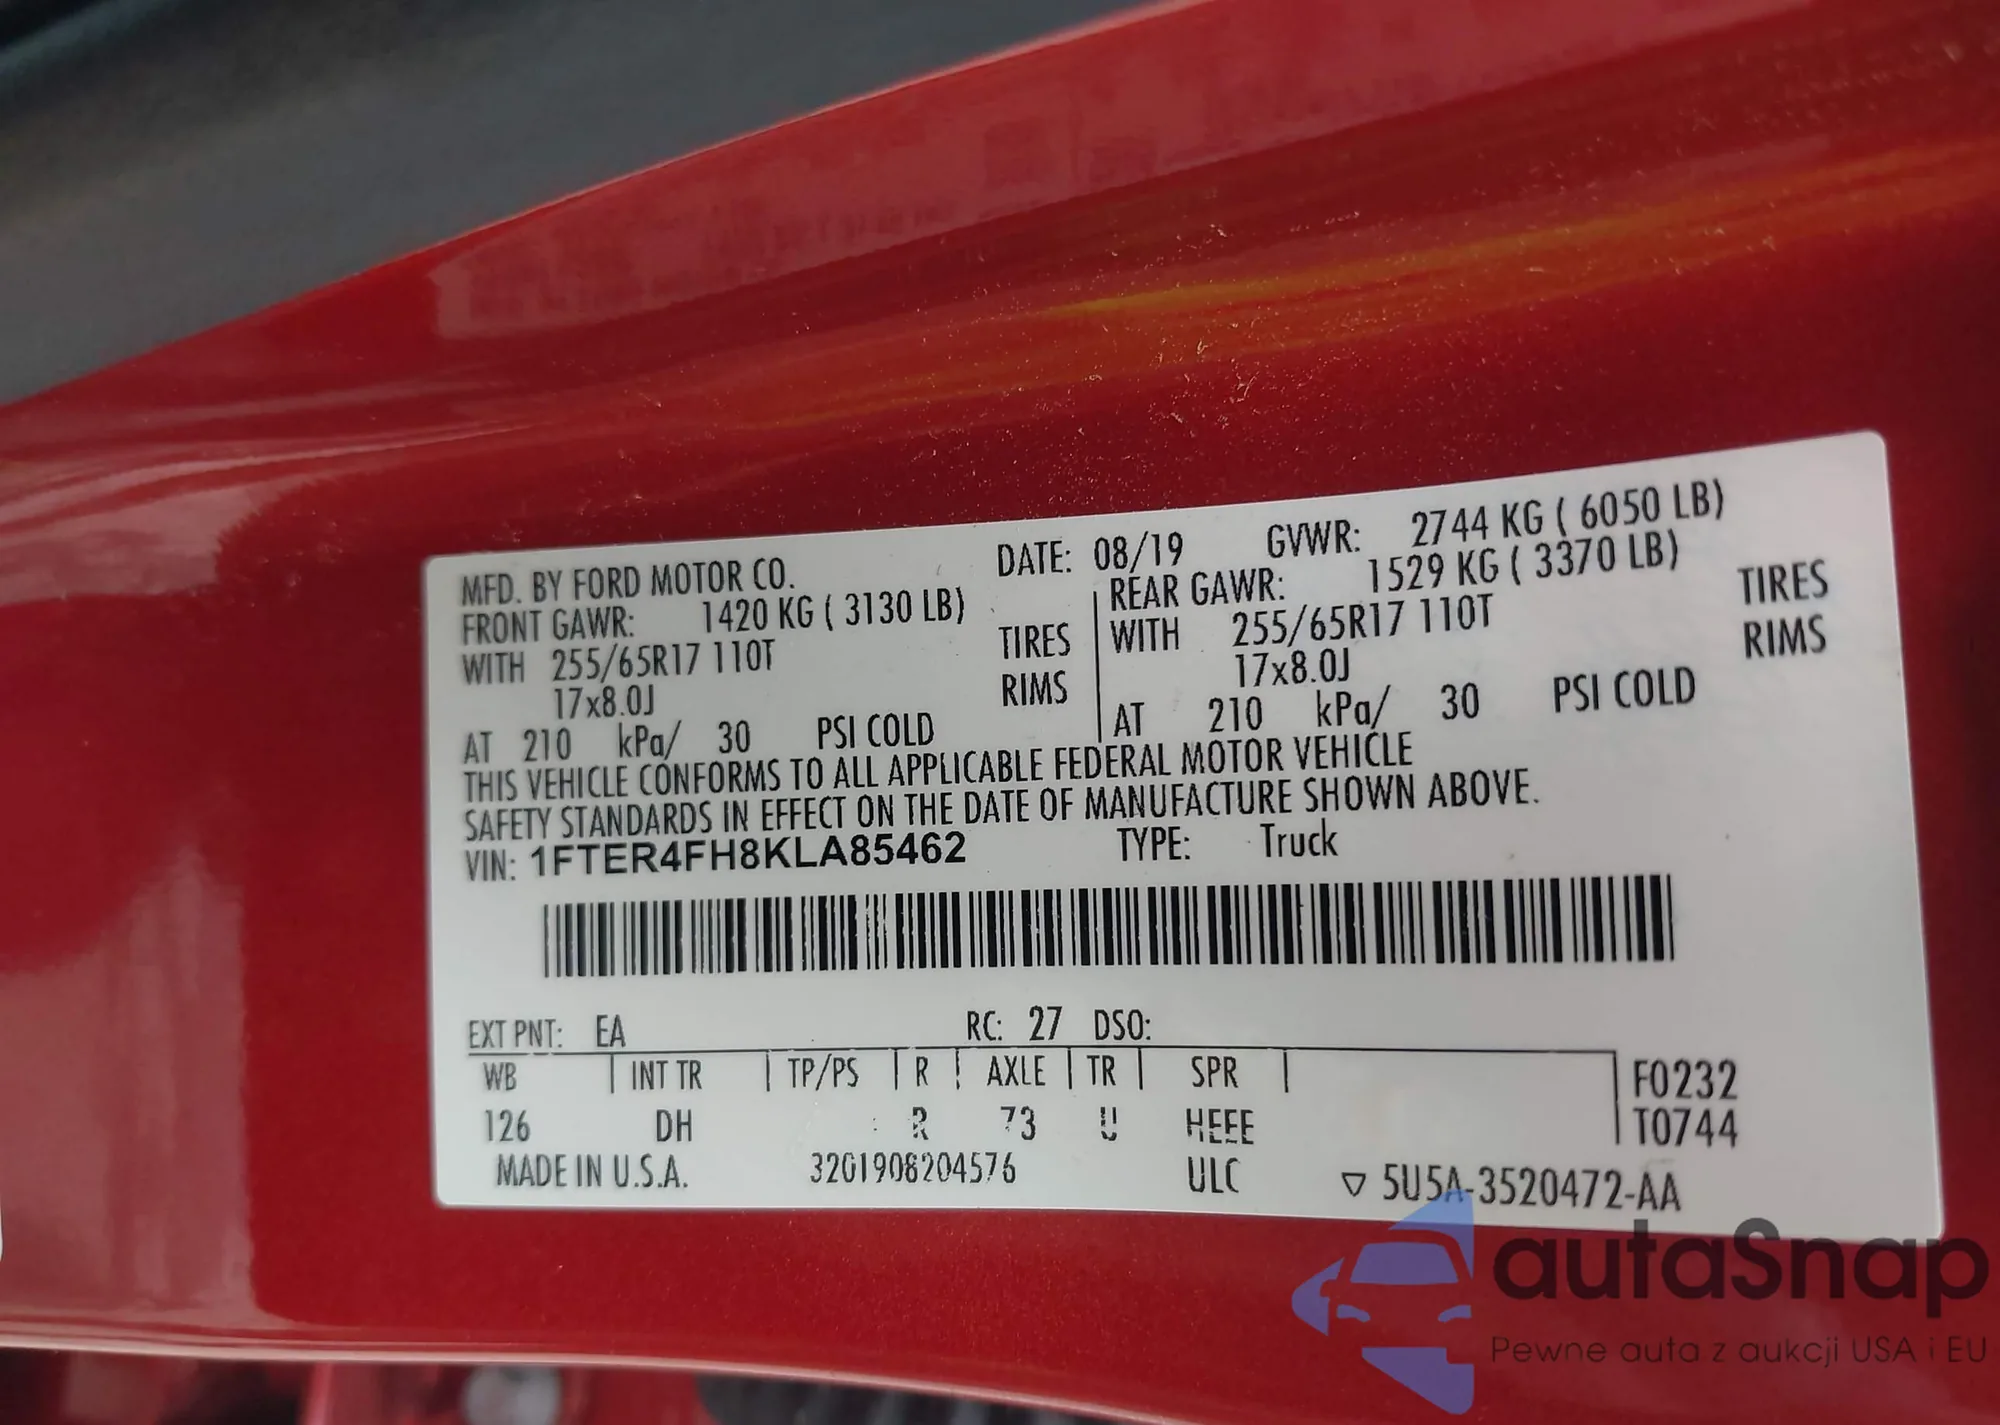 MFD. BY FORD MOTOR CO. DATE: 08/19 GVWR: 2744 KG ( 6050 LB)
FRONT GAWR: 1420 KG ( 3130 LB) REAR GAWR: 1529 KG ( 3370 LB)
WITH 255/65R17 110T TIRES WITH 255/65R17 110T TIRES
17x8.0J RIMS 17x8.0J RIMS
AT 210 kPa/ 30 PSI COLD AT 210 kPa/ 30 PSI COLD
THIS VEHICLE CONFORMS TO ALL APPLICABLE FEDERAL MOTOR VEHICLE
SAFETY STANDARDS IN EFFECT ON THE DATE OF MANUFACTURE SHOWN ABOVE.
VIN: 1FTER4FH8KLA85462 TYPE: Truck
EXT PNT: EA RC: 27 DSO:
WB INT TR TP/PS R AXLE TR SPR F0232
126 DH R 73 U HEEE T0744
MADE IN U.S.A. 3201908204576 ULC ▽ 5U5A-3520472-AA
autaSnap
Pewne auta z aukcji USA i EU